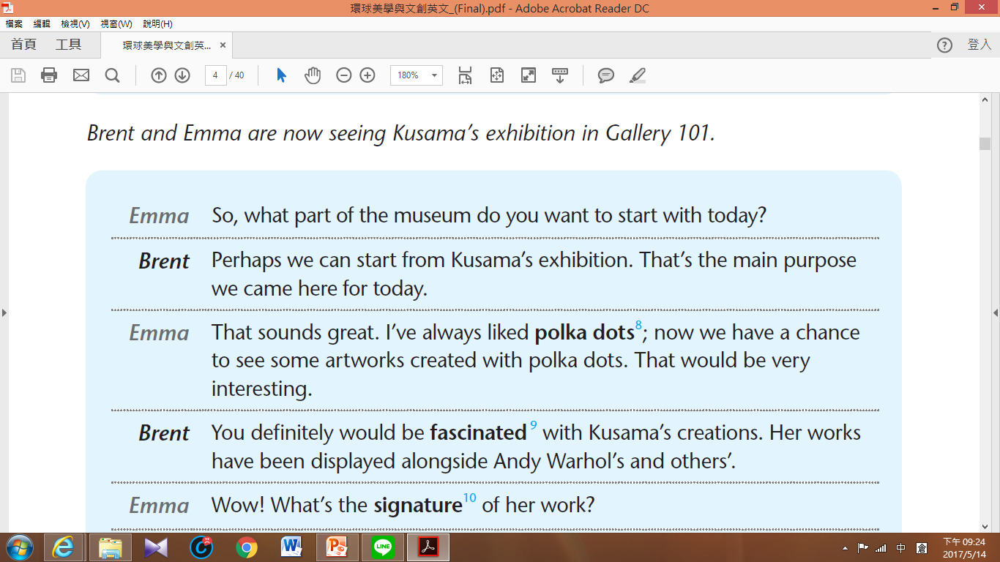 環球美學與文創英文_(Final).pdf - Adobe Acrobat Reader DC
檔案 編輯 檢視(V) 視窗(W) 說明(H)
首頁 工具 環球美學與文創英... × 登入
4 / 40 180%
Brent and Emma are now seeing Kusama's exhibition in Gallery 101.
Emma So, what part of the museum do you want to start with today?
Brent Perhaps we can start from Kusama's exhibition. That's the main purpose
we came here for today.
Emma That sounds great. I've always liked polka dots8; now we have a chance
to see some artworks created with polka dots. That would be very
interesting.
Brent You definitely would be fascinated9 with Kusama's creations. Her works
have been displayed alongside Andy Warhol's and others'.
Emma Wow! What's the signature10 of her work?
LINE
中 倉 下午 09:24
2017/5/14